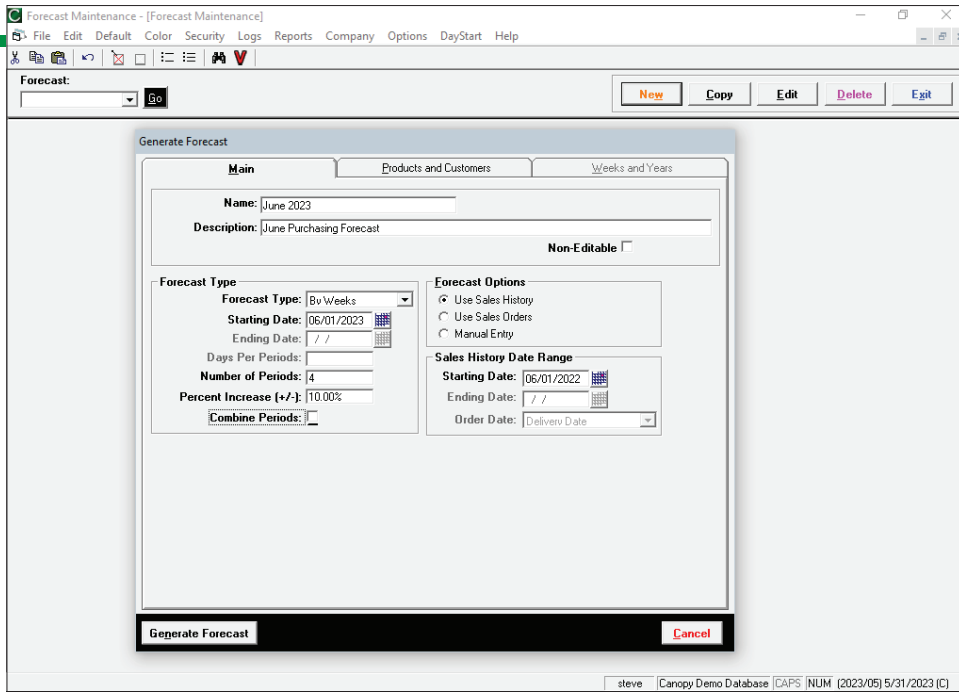 Forecast Maintenance - [Forecast Maintenance]
File Edit Default Color Security Logs Reports Company Options DayStart Help
Forecast:
Go
New Copy Edit Delete Exit
Generate Forecast
Main Products and Customers Weeks and Years
Name: June 2023
Description: June Purchasing Forecast
Non-Editable
Forecast Type
Forecast Type: By Weeks
Starting Date: 06/01/2023
Ending Date: / /
Days Per Periods:
Number of Periods: 4
Percent Increase (+/-): 10.00%
Combine Periods:
Forecast Options
Use Sales History
Use Sales Orders
Manual Entry
Sales History Date Range
Starting Date: 06/01/2022
Ending Date: / /
Order Date: Delivery Date
Generate Forecast Cancel
steve Canopy Demo Database CAPS NUM (2023/05) 5/31/2023 (C)